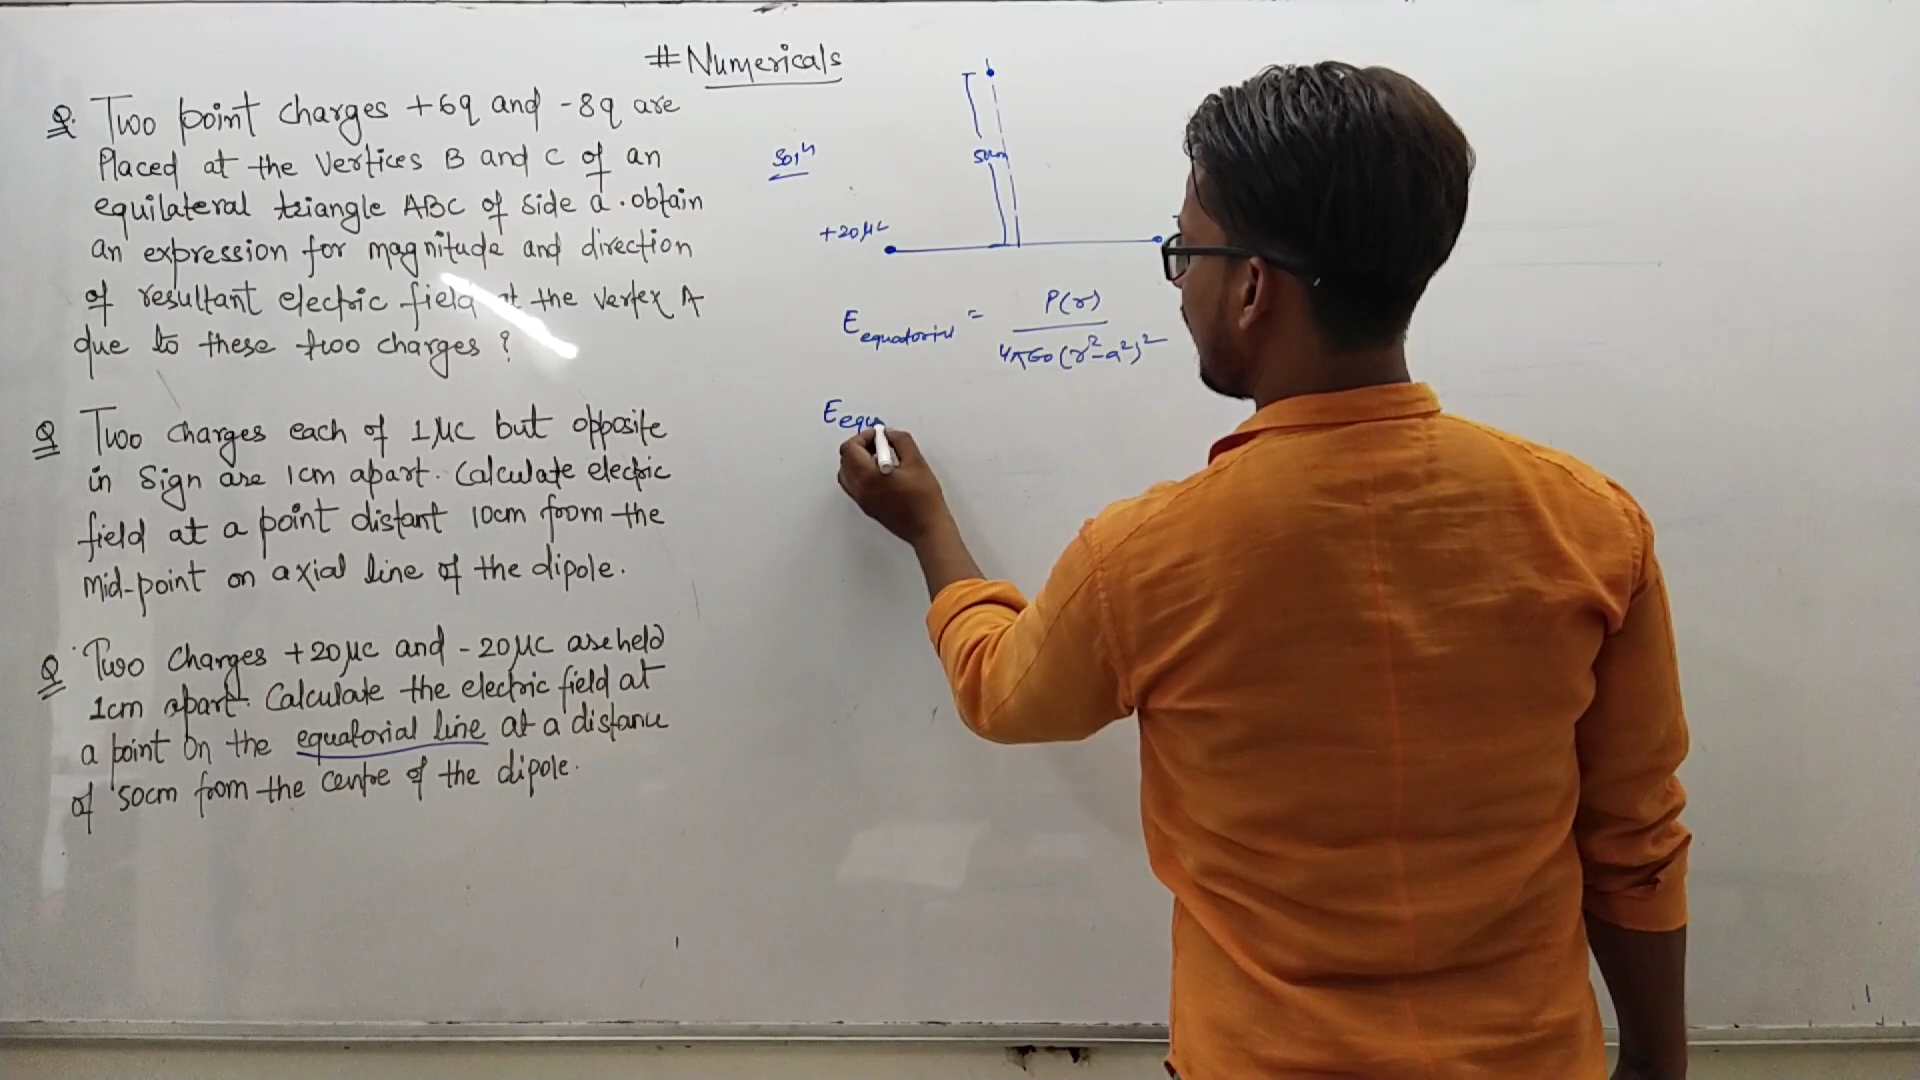 # Numericals
Q. Two point charges +6q and -8q are
Placed at the Vertices B and C of an
equilateral triangle ABC of side a. obtain
an expression for magnitude and direction
of resultant electric field at the vertex A
due to these two charges ?
Q Two charges each of 1μC but opposite
in Sign are 1cm apart. Calculate electric
field at a point distant 10cm from the
mid-point on axial line of the dipole.
Q. Two Charges +20μC and -20μC are held
1cm apart. Calculate the electric field at
a point on the equatorial line at a distance
of 50cm from the centre of the dipole.
Solⁿ
50cm
+20μC
E equatorial = P(r) / 4πε0(r²-a²)²
Eequ